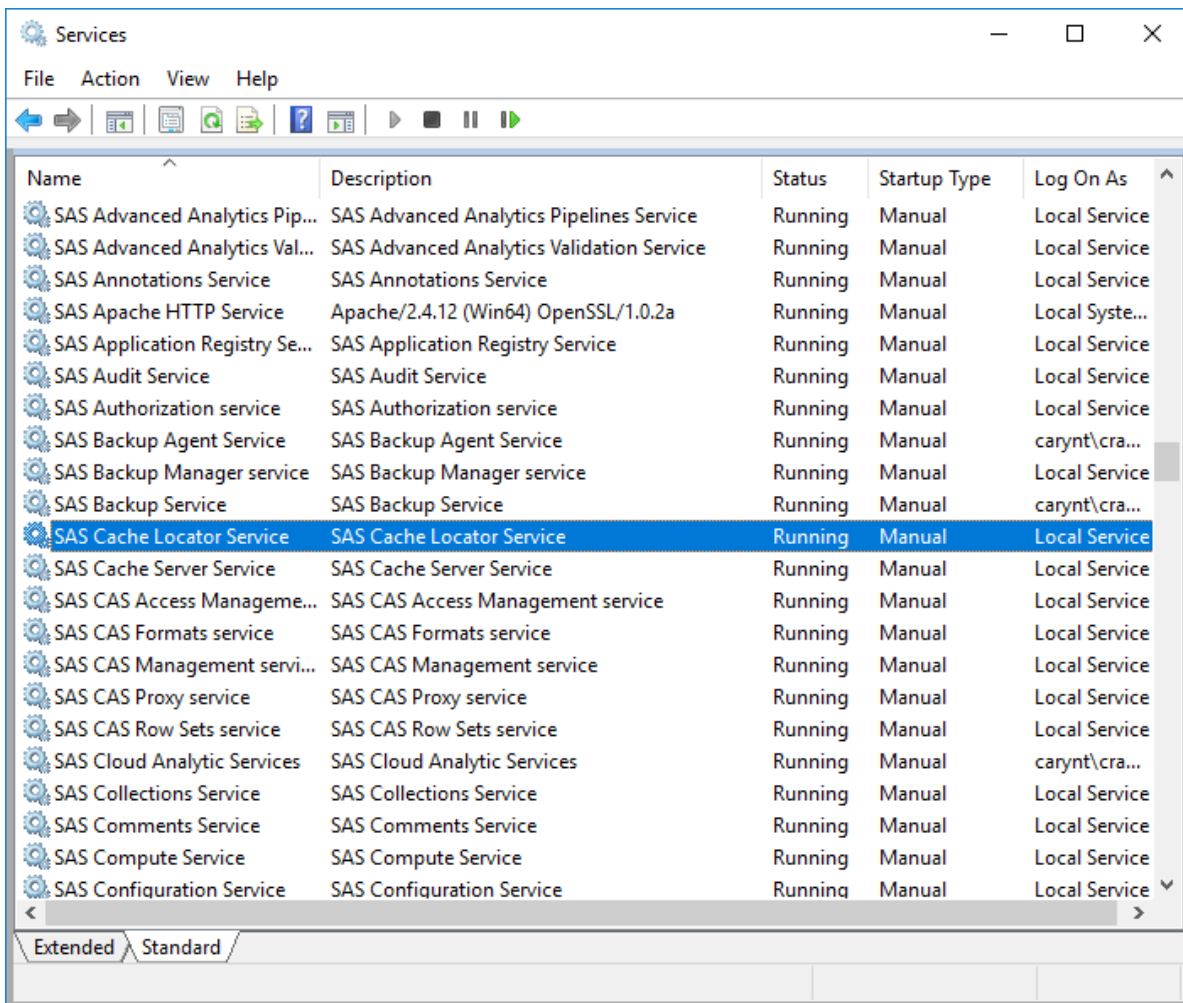 Services
File Action View Help
Name Description Status Startup Type Log On As
SAS Advanced Analytics Pip... SAS Advanced Analytics Pipelines Service Running Manual Local Service
SAS Advanced Analytics Val... SAS Advanced Analytics Validation Service Running Manual Local Service
SAS Annotations Service SAS Annotations Service Running Manual Local Service
SAS Apache HTTP Service Apache/2.4.12 (Win64) OpenSSL/1.0.2a Running Manual Local Syste...
SAS Application Registry Se... SAS Application Registry Service Running Manual Local Service
SAS Audit Service SAS Audit Service Running Manual Local Service
SAS Authorization service SAS Authorization service Running Manual Local Service
SAS Backup Agent Service SAS Backup Agent Service Running Manual carynt\cra...
SAS Backup Manager service SAS Backup Manager service Running Manual Local Service
SAS Backup Service SAS Backup Service Running Manual carynt\cra...
SAS Cache Locator Service SAS Cache Locator Service Running Manual Local Service
SAS Cache Server Service SAS Cache Server Service Running Manual Local Service
SAS CAS Access Manageme... SAS CAS Access Management service Running Manual Local Service
SAS CAS Formats service SAS CAS Formats service Running Manual Local Service
SAS CAS Management servi... SAS CAS Management service Running Manual Local Service
SAS CAS Proxy service SAS CAS Proxy service Running Manual Local Service
SAS CAS Row Sets service SAS CAS Row Sets service Running Manual Local Service
SAS Cloud Analytic Services SAS Cloud Analytic Services Running Manual carynt\cra...
SAS Collections Service SAS Collections Service Running Manual Local Service
SAS Comments Service SAS Comments Service Running Manual Local Service
SAS Compute Service SAS Compute Service Running Manual Local Service
SAS Configuration Service SAS Configuration Service Running Manual Local Service
Extended Standard